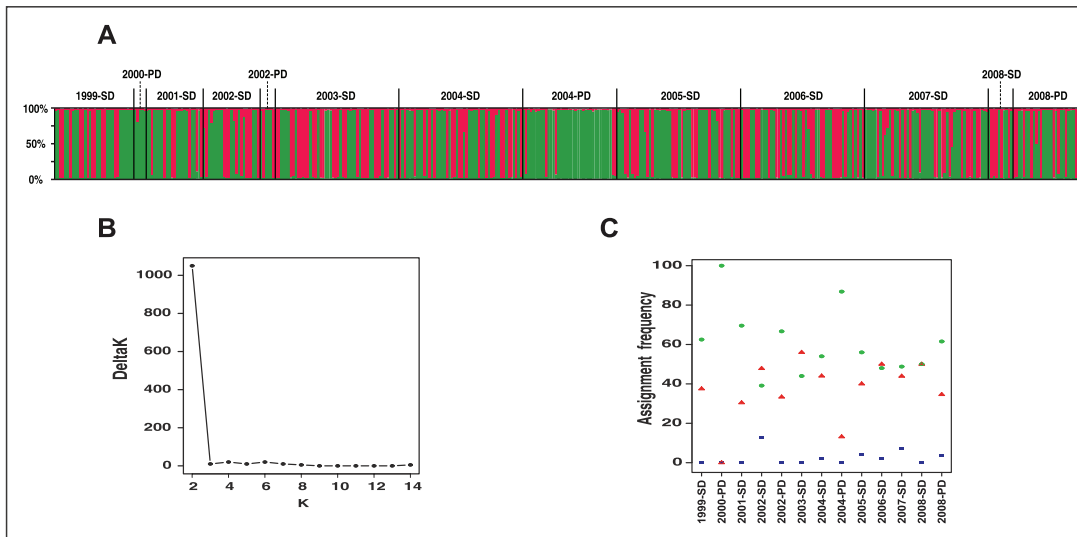 A
2000-PD
2002-PD
2008-SD
1999-SD
2001-SD
2002-SD
2003-SD
2004-SD
2004-PD
2005-SD
2006-SD
2007-SD
2008-PD
100%
50%
0%
B
DeltaK
1000
800
600
400
200
0
2
4
6
8
10
12
14
K
C
Assignment frequency
100
80
60
40
20
0
1999-SD
2000-PD
2001-SD
2002-SD
2002-PD
2003-SD
2004-SD
2004-PD
2005-SD
2006-SD
2007-SD
2008-SD
2008-PD